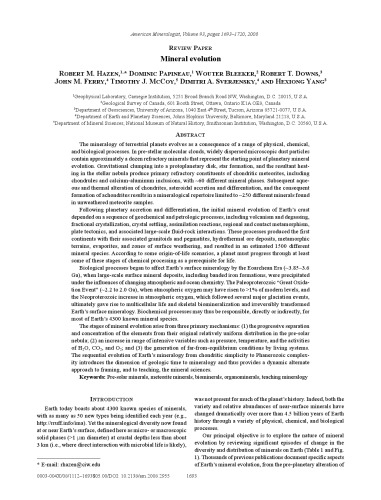 American Mineralogist, Volume 93, pages 1693–1720, 2008
REVIEW PAPER
Mineral evolution
ROBERT M. HAZEN,1,* DOMINIC PAPINEAU,1 WOUTER BLEEKER,2 ROBERT T. DOWNS,3
JOHN M. FERRY,4 TIMOTHY J. MCCOY,5 DIMITRI A. SVERJENSKY,4 AND HEXIONG YANG3
1Geophysical Laboratory, Carnegie Institution, 5251 Broad Branch Road NW, Washington, D.C. 20015, U.S.A.
2Geological Survey of Canada, 601 Booth Street, Ottawa, Ontario K1A OE8, Canada
3Department of Geosciences, University of Arizona, 1040 East 4th Street, Tucson, Arizona 85721-0077, U.S.A.
4Department of Earth and Planetary Sciences, Johns Hopkins University, Baltimore, Maryland 21218, U.S.A.
5Department of Mineral Sciences, National Museum of Natural History, Smithsonian Institution, Washington, D.C. 20560, U.S.A.
ABSTRACT
The mineralogy of terrestrial planets evolves as a consequence of a range of physical, chemical,
and biological processes. In pre-stellar molecular clouds, widely dispersed microscopic dust particles
contain approximately a dozen refractory minerals that represent the starting point of planetary mineral
evolution. Gravitational clumping into a protoplanetary disk, star formation, and the resultant heat-
ing in the stellar nebula produce primary refractory constituents of chondritic meteorites, including
chondrules and calcium-aluminum inclusions, with ~60 different mineral phases. Subsequent aque-
ous and thermal alteration of chondrites, asteroidal accretion and differentiation, and the consequent
formation of achondrites results in a mineralogical repertoire limited to ~250 different minerals found
in unweathered meteorite samples.
Following planetary accretion and differentiation, the initial mineral evolution of Earth's crust
depended on a sequence of geochemical and petrologic processes, including volcanism and degassing,
fractional crystallization, crystal settling, assimilation reactions, regional and contact metamorphism,
plate tectonics, and associated large-scale fluid-rock interactions. These processes produced the first
continents with their associated granitoids and pegmatites, hydrothermal ore deposits, metamorphic
terrains, evaporites, and zones of surface weathering, and resulted in an estimated 1500 different
mineral species. According to some origin-of-life scenarios, a planet must progress through at least
some of these stages of chemical processing as a prerequisite for life.
Biological processes began to affect Earth's surface mineralogy by the Eoarchean Era (~3.85–3.6
Ga), when large-scale surface mineral deposits, including banded iron formations, were precipitated
under the influences of changing atmospheric and ocean chemistry. The Paleoproterozoic "Great Oxida-
tion Event" (~2.2 to 2.0 Ga), when atmospheric oxygen may have risen to >1% of modern levels, and
the Neoproterozoic increase in atmospheric oxygen, which followed several major glaciation events,
ultimately gave rise to multicellular life and skeletal biomineralization and irreversibly transformed
Earth's surface mineralogy. Biochemical processes may thus be responsible, directly or indirectly, for
most of Earth's 4300 known mineral species.
The stages of mineral evolution arise from three primary mechanisms: (1) the progressive separation
and concentration of the elements from their original relatively uniform distribution in the pre-solar
nebula; (2) an increase in range of intensive variables such as pressure, temperature, and the activities
of H2O, CO2, and O2; and (3) the generation of far-from-equilibrium conditions by living systems.
The sequential evolution of Earth's mineralogy from chondritic simplicity to Phanerozoic complex-
ity introduces the dimension of geologic time to mineralogy and thus provides a dynamic alternate
approach to framing, and to teaching, the mineral sciences.
Keywords: Pre-solar minerals, meteorite minerals, biominerals, organominerals, teaching mineralogy
INTRODUCTION
Earth today boasts about 4300 known species of minerals,
with as many as 50 new types being identified each year (e.g.,
http://rruff.info/ima). Yet the mineralogical diversity now found
at or near Earth's surface, defined here as micro- or macroscopic
solid phases (>1 μm diameter) at crustal depths less than about
3 km (i.e., where direct interaction with microbial life is likely),
* E-mail: rhazen@ciw.edu
was not present for much of the planet's history. Indeed, both the
variety and relative abundances of near-surface minerals have
changed dramatically over more than 4.5 billion years of Earth
history through a variety of physical, chemical, and biological
processes.
Our principal objective is to explore the nature of mineral
evolution by reviewing significant episodes of change in the
diversity and distribution of minerals on Earth (Table 1 and Fig.
1). Thousands of previous publications document specific aspects
of Earth's mineral evolution, from the pre-planetary alteration of
0003-004X/08/1112–1693$05.00/DOI: 10.2138/am.2008.2955
1693